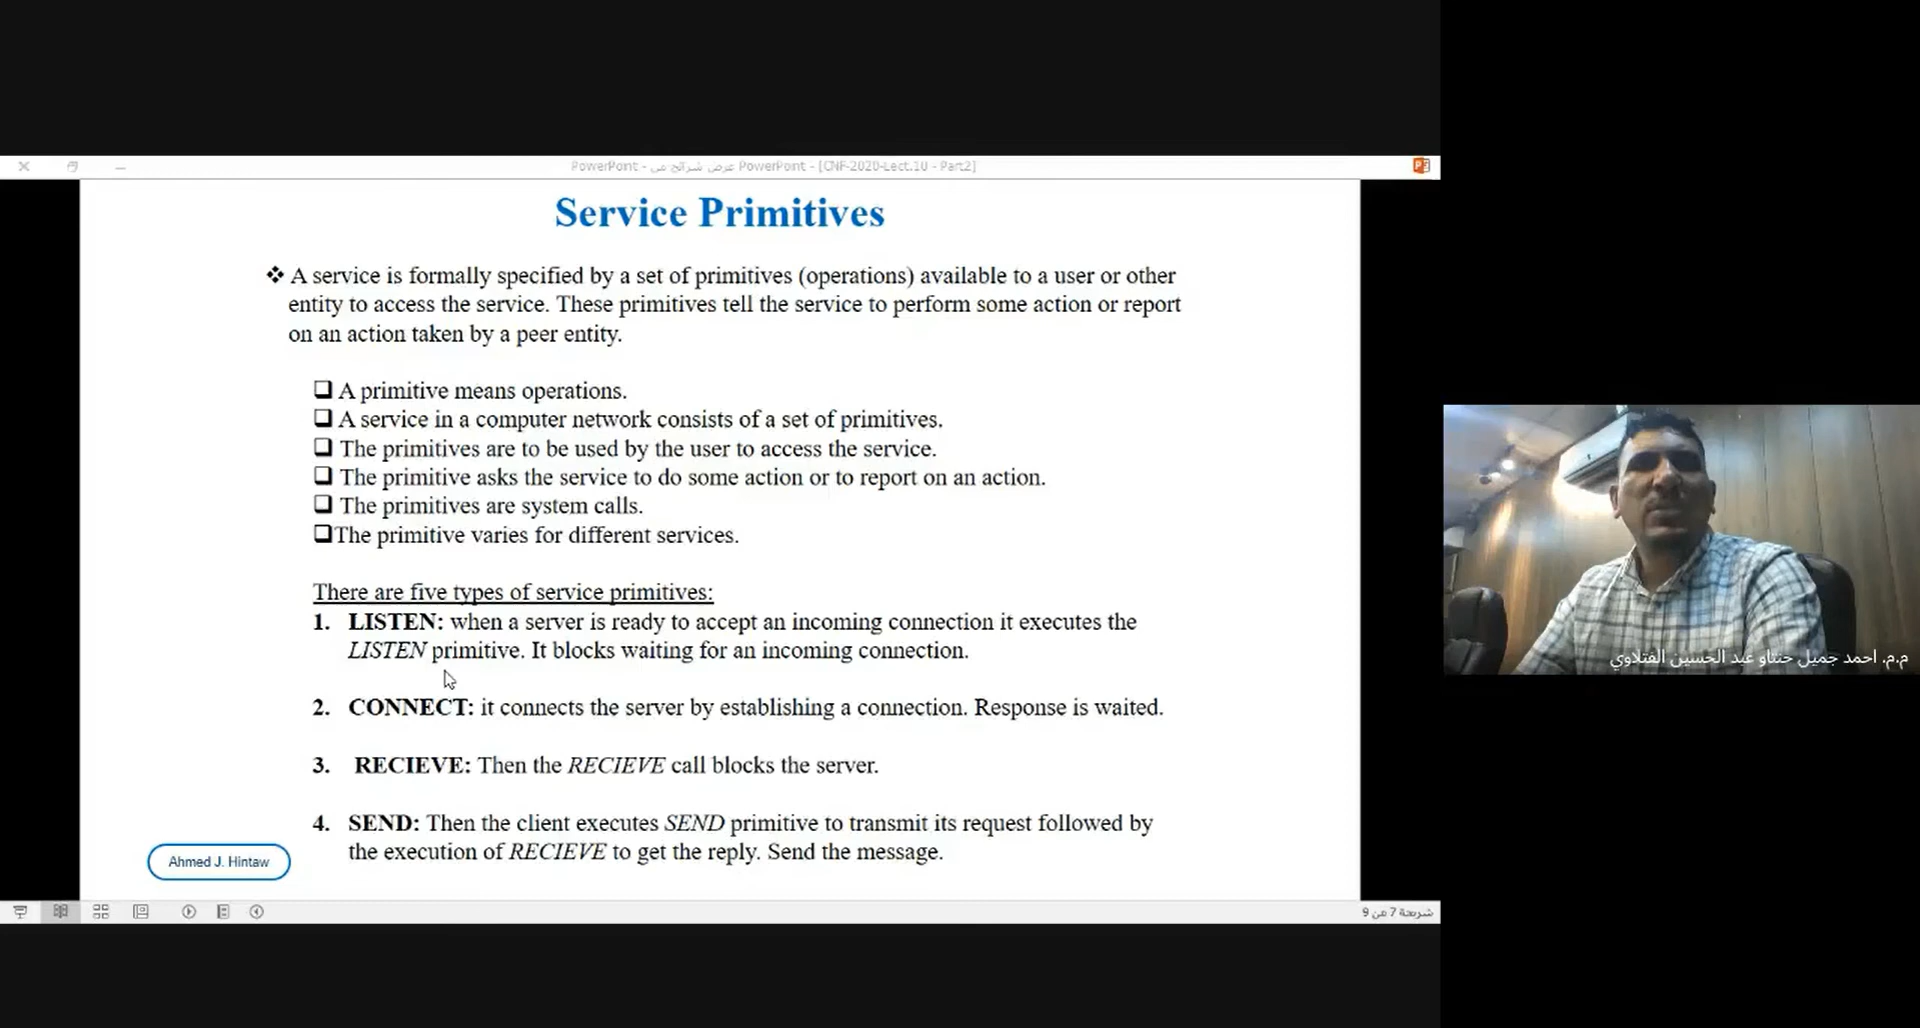 PowerPoint - عرض شرائح من PowerPoint - [CNF-2020-Lect.10 - Part2]
Service Primitives
❖ A service is formally specified by a set of primitives (operations) available to a user or other
entity to access the service. These primitives tell the service to perform some action or report
on an action taken by a peer entity.
❑ A primitive means operations.
❑ A service in a computer network consists of a set of primitives.
❑ The primitives are to be used by the user to access the service.
❑ The primitive asks the service to do some action or to report on an action.
❑ The primitives are system calls.
❑The primitive varies for different services.
There are five types of service primitives:
1. LISTEN: when a server is ready to accept an incoming connection it executes the
LISTEN primitive. It blocks waiting for an incoming connection.
2. CONNECT: it connects the server by establishing a connection. Response is waited.
3. RECIEVE: Then the RECIEVE call blocks the server.
4. SEND: Then the client executes SEND primitive to transmit its request followed by
the execution of RECIEVE to get the reply. Send the message.
Ahmed J. Hintaw
شريحة 7 من 9
م.م. احمد جميل حنتاو عبد الحسين الفتلاوي